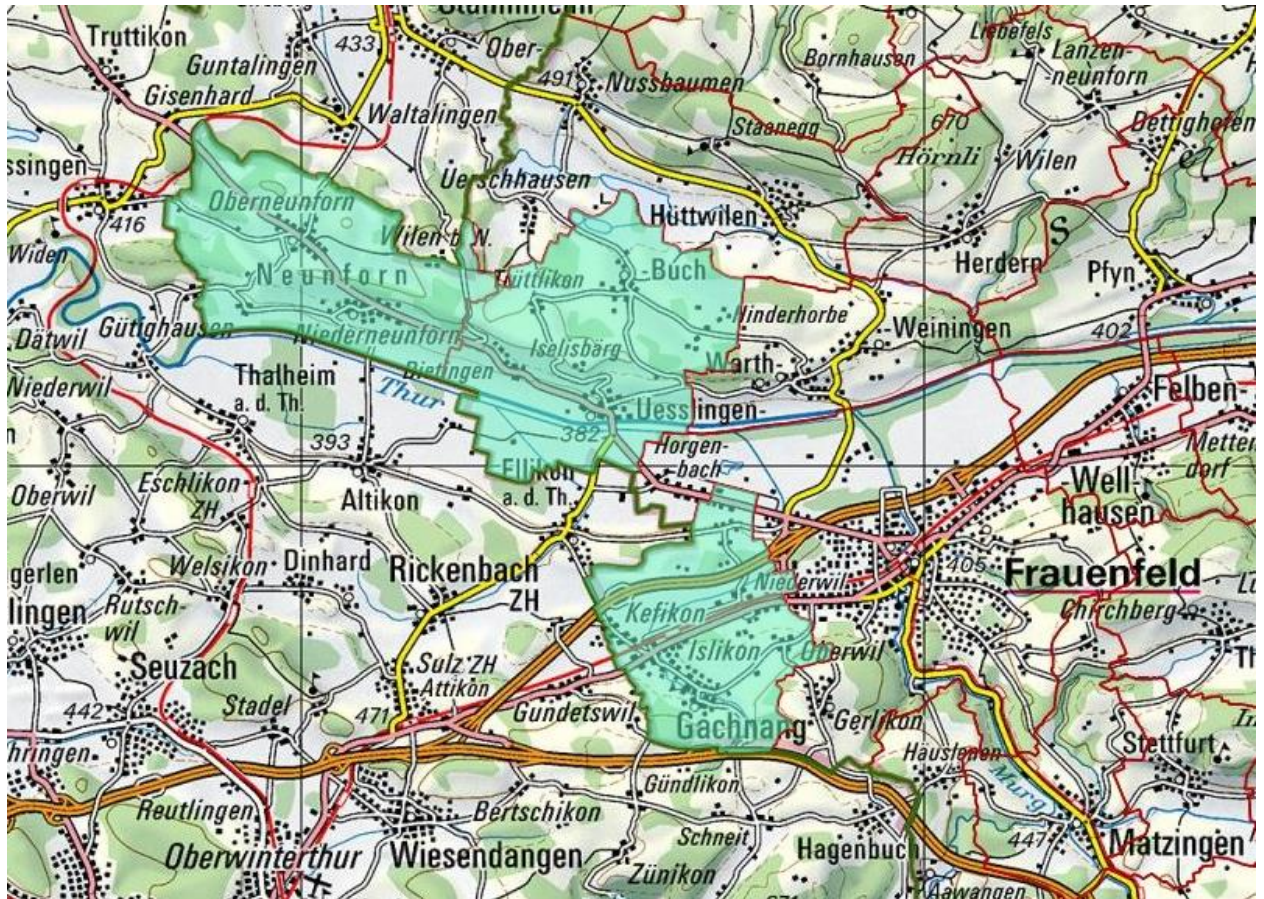 Truttikon
433
Ober-
Liebefels
Lanzen-
-neunforn
Guntalingen
491
Nussbaumen
Bornhausen
Gisenhard
Waltalingen
Staanegg
670
Dettighofen
Hörnli
Wilen
ssingen
Uerschhausen
Oberneunforn
Hüttwilen
416
Wilen b. N.
S
Widen
Neunforn
Trüttlikon
-Buch
Herdern
Pfyn
Hinderhorbe
Weiningen
402
Dätwil
Gütighausen
Niederneunforn
Iselisbärg
Warth-
Thalheim
a. d. Th.
Dietingen
Felben-
Niederwil
Thur
Uesslingen-
382
393
Horgen-
-bach
Metten-
dorf
Ellikon
a. d. Th.
Oberwil
Eschlikon
ZH
Altikon
Well-
hausen
Welsikon
Dinhard
Rickenbach
ZH
Niederwil
405
Frauenfeld
gerlen
lingen
Rutsch-
wil
Kefikon
Chirchberg
Islikon
Oberwil
Seuzach
Sulz ZH
Attikon
Stadel
442
471
Gundetswil
Gachnang
Gerlikon
Stettfurt
hringen
Häuslenen
Murg
Gündlikon
Reutlingen
Bertschikon
Schneit
447
Matzingen
Oberwinterthur
Wiesendangen
Hagenbuch
Zünikon
Aawangen